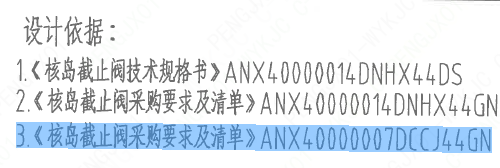 设计依据：
1.《核岛截止阀技术规格书》ANX40000014DNHX44DS
2.《核岛截止阀采购要求及清单》ANX40000014DNHX44GN
3.《核岛截止阀采购要求及清单》ANX40000007DCCJ44GN